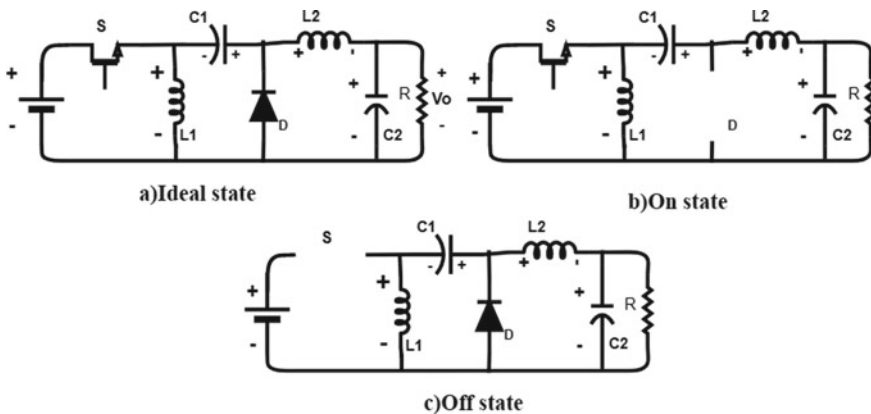 S
C1
L2
+
-
+
-
L1
-
+
D
+
-
+
-
C2
R
+
Vo
-
a)Ideal state
S
C1
L2
+
-
+
-
L1
-
+
D
+
-
+
-
C2
R
b)On state
S
C1
L2
+
-
+
-
L1
-
+
D
+
-
+
-
C2
R
c)Off state